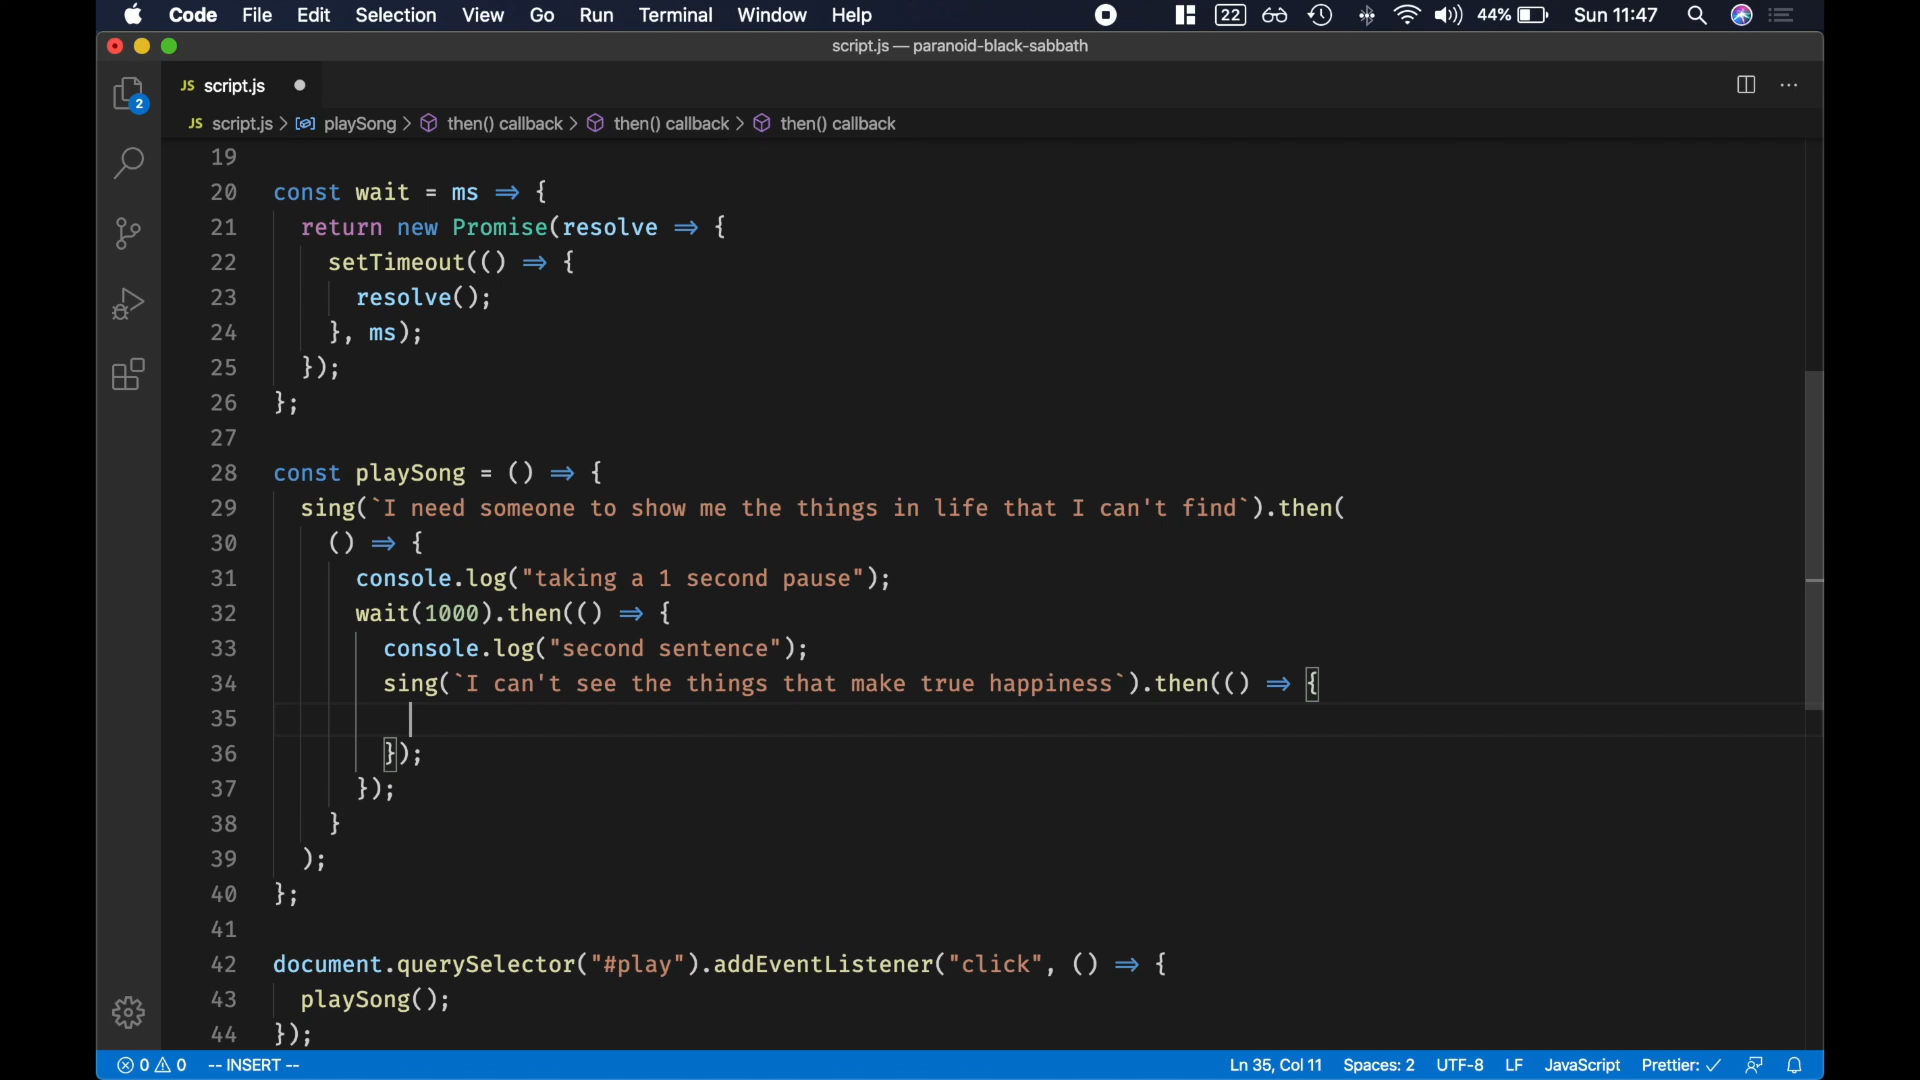 Code File Edit Selection View Go Run Terminal Window Help 22 44% Sun 11:47
script.js — paranoid-black-sabbath
2
JS script.js
JS script.js > playSong > then() callback > then() callback > then() callback
19
20 const wait = ms => {
21 return new Promise(resolve => {
22 setTimeout(() => {
23 resolve();
24 }, ms);
25 });
26 };
27
28 const playSong = () => {
29 sing(`I need someone to show me the things in life that I can't find`).then(
30 () => {
31 console.log("taking a 1 second pause");
32 wait(1000).then(() => {
33 console.log("second sentence");
34 sing(`I can't see the things that make true happiness`).then(() => {
35
36 });
37 });
38 }
39 );
40 };
41
42 document.querySelector("#play").addEventListener("click", () => {
43 playSong();
44 });
0 0 -- INSERT -- Ln 35, Col 11 Spaces: 2 UTF-8 LF JavaScript Prettier: ✓